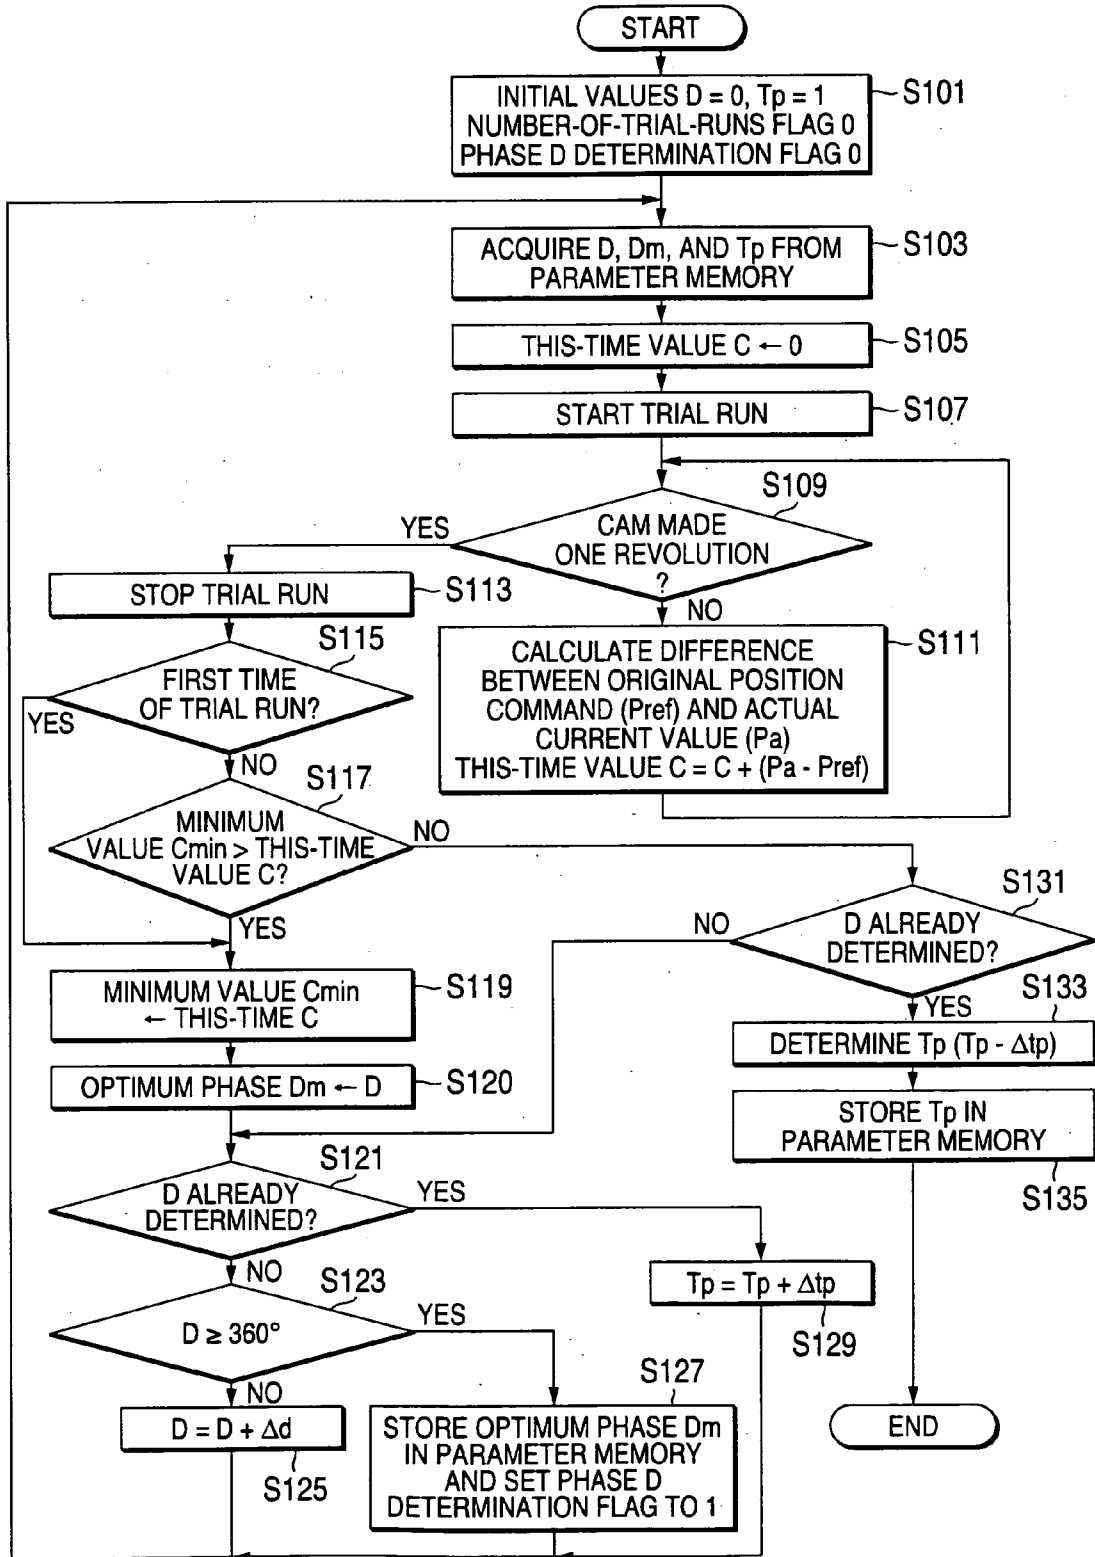 START
INITIAL VALUES D = 0, Tp = 1
NUMBER-OF-TRIAL-RUNS FLAG 0
PHASE D DETERMINATION FLAG 0
S101
ACQUIRE D, Dm, AND Tp FROM
PARAMETER MEMORY
S103
THIS-TIME VALUE C ← 0
S105
START TRIAL RUN
S107
S109
CAM MADE
ONE REVOLUTION
?
YES
NO
STOP TRIAL RUN
S113
S111
CALCULATE DIFFERENCE
BETWEEN ORIGINAL POSITION
COMMAND (Pref) AND ACTUAL
CURRENT VALUE (Pa)
THIS-TIME VALUE C = C + (Pa - Pref)
S115
FIRST TIME
OF TRIAL RUN?
YES
NO
S117
MINIMUM
VALUE Cmin > THIS-TIME
VALUE C?
NO
YES
S131
D ALREADY
DETERMINED?
NO
YES
S119
MINIMUM VALUE Cmin
← THIS-TIME C
S133
DETERMINE Tp (Tp - Δtp)
OPTIMUM PHASE Dm ← D
S120
STORE Tp IN
PARAMETER MEMORY
S135
S121
D ALREADY
DETERMINED?
YES
NO
Tp = Tp + Δtp
S129
S123
D ≥ 360°
YES
NO
D = D + Δd
S125
S127
STORE OPTIMUM PHASE Dm
IN PARAMETER MEMORY
AND SET PHASE D
DETERMINATION FLAG TO 1
END